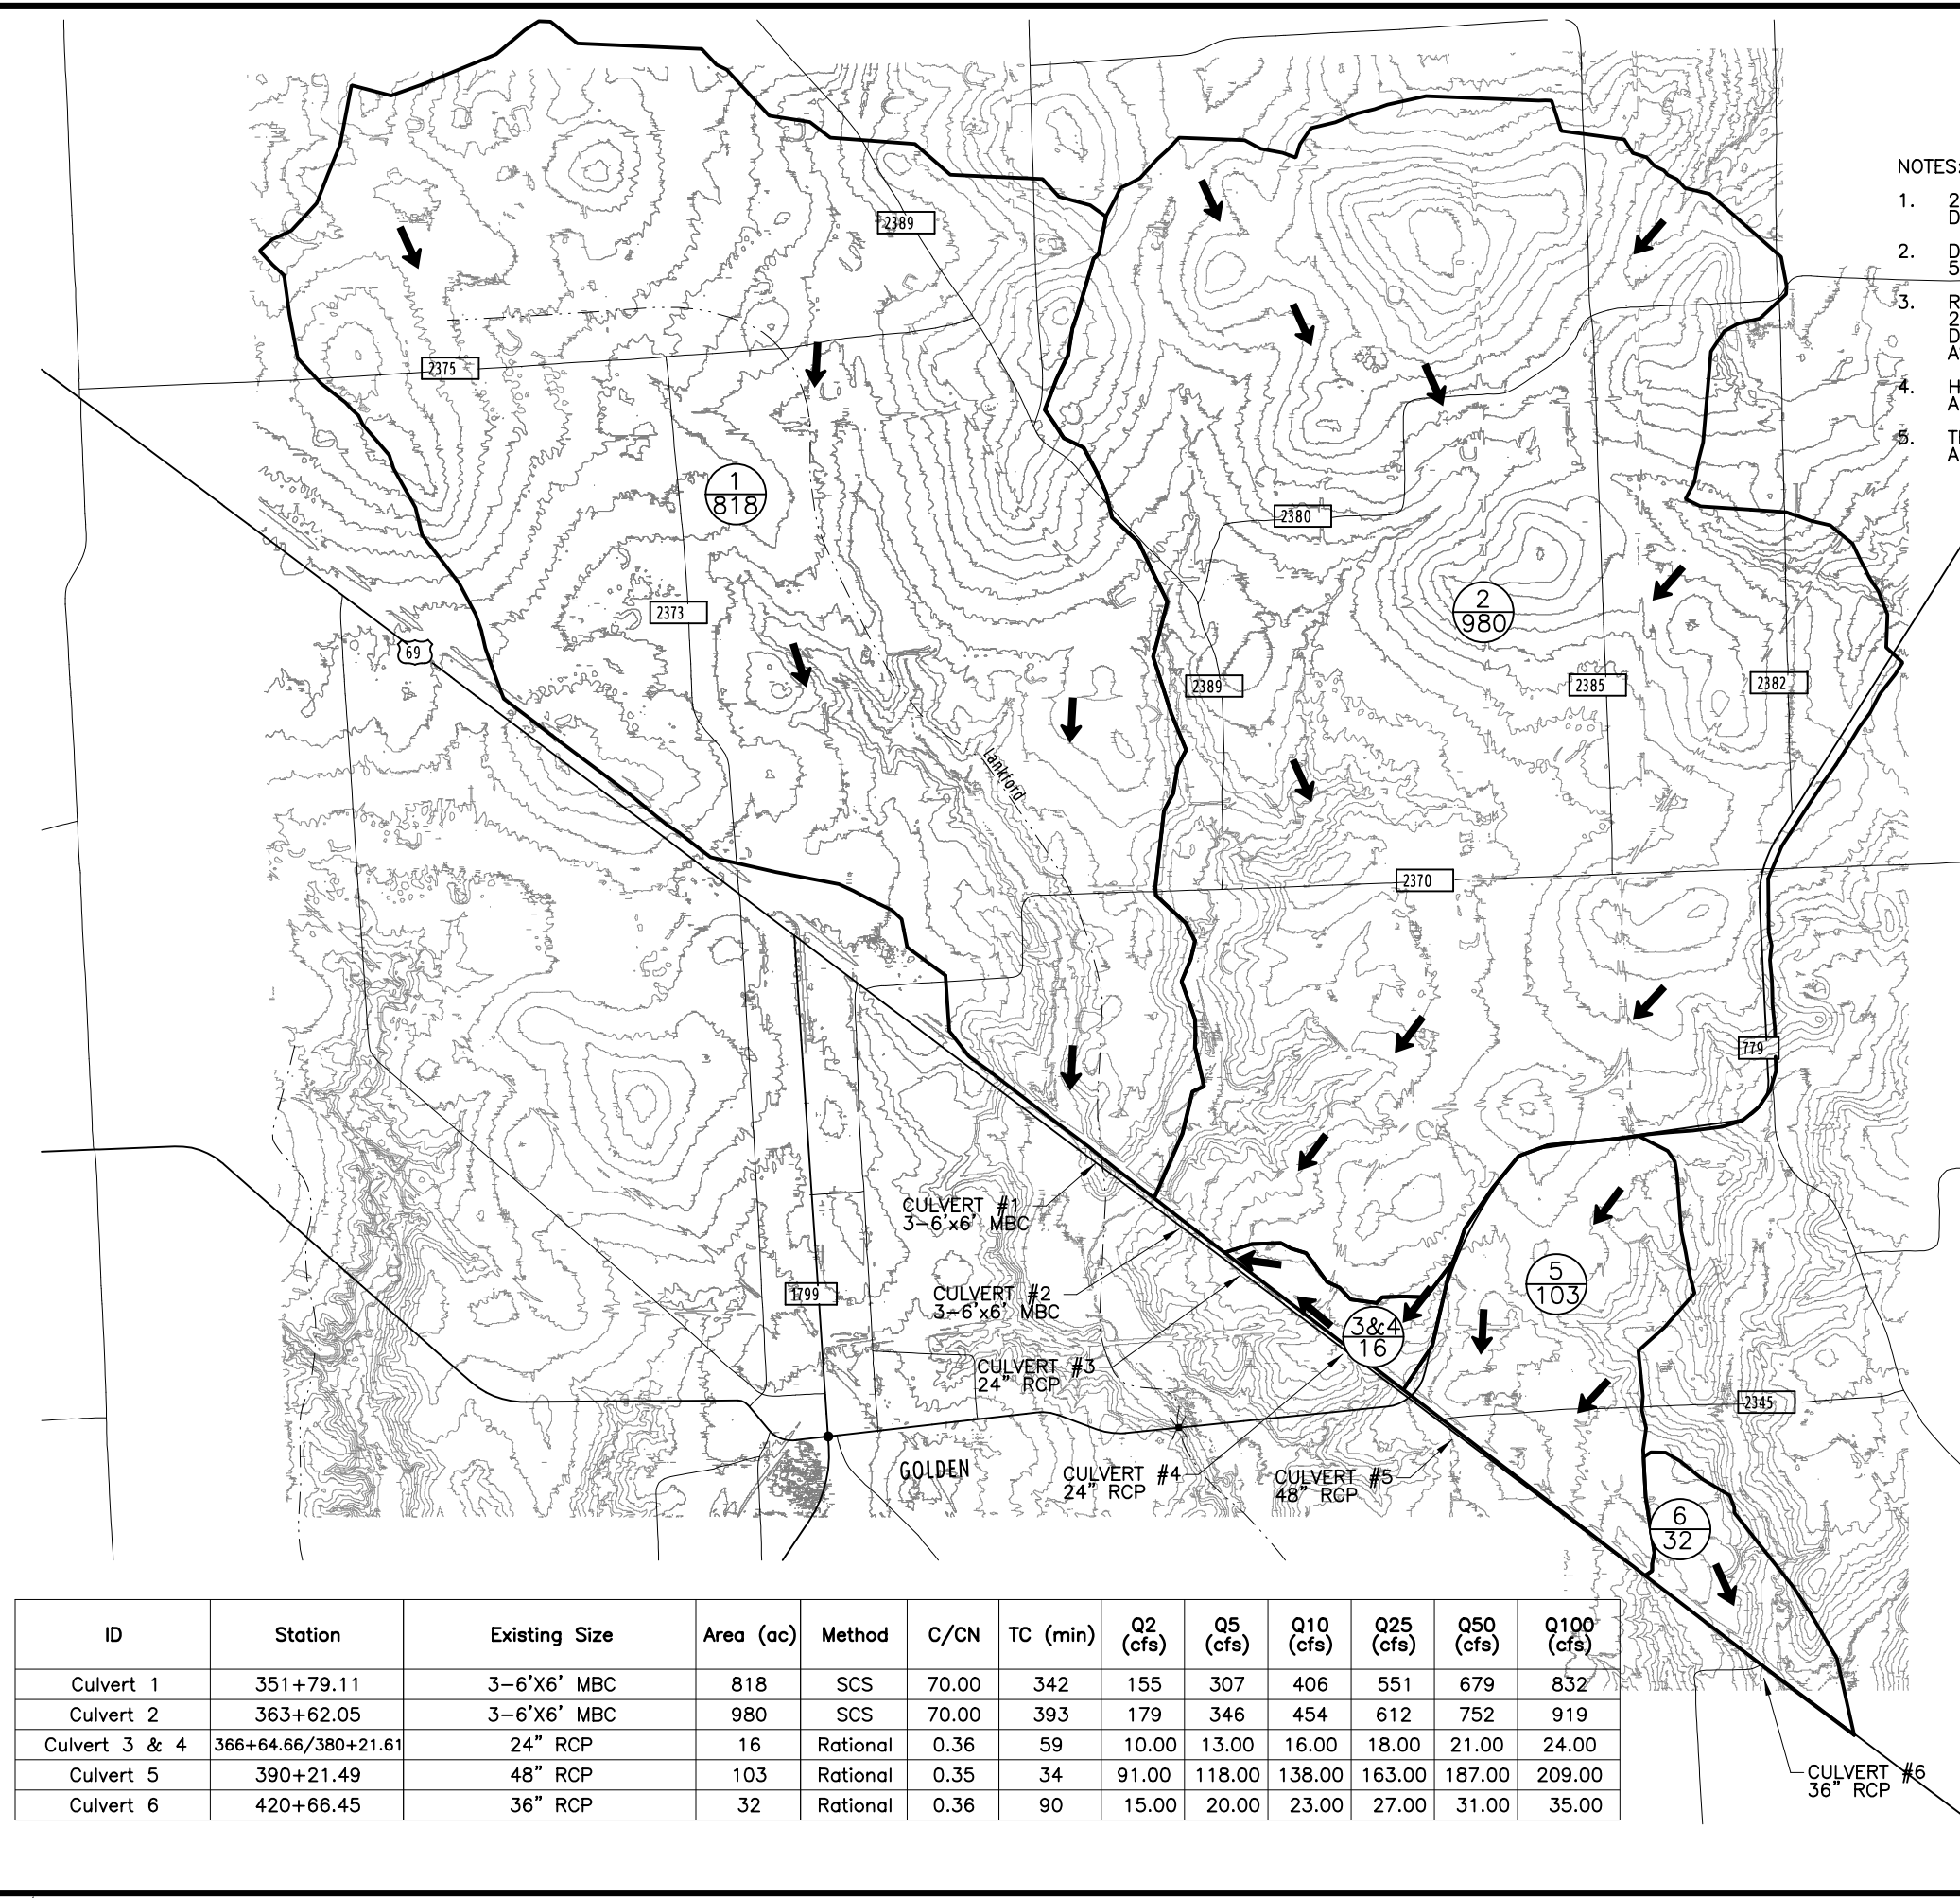 NOTES:
1. 2
D
2. D
5
3. R
2
D
A
4. H
A
5. T
A
2389
2375
1
818
2380
2373
2
980
69
2389
2385
2382
Lankford
2370
779
CULVERT #1
3-6'x6' MBC
1799
CULVERT #2
3-6'x6' MBC
5
103
3&4
16
CULVERT #3
24" RCP
2345
GOLDEN
CULVERT #4
24" RCP
CULVERT #5
48" RCP
6
32
CULVERT #6
36" RCP
ID Station Existing Size Area (ac) Method C/CN TC (min) Q2 (cfs) Q5 (cfs) Q10 (cfs) Q25 (cfs) Q50 (cfs) Q100 (cfs)
Culvert 1 351+79.11 3-6'X6' MBC 818 SCS 70.00 342 155 307 406 551 679 832
Culvert 2 363+62.05 3-6'X6' MBC 980 SCS 70.00 393 179 346 454 612 752 919
Culvert 3 & 4 366+64.66/380+21.61 24" RCP 16 Rational 0.36 59 10.00 13.00 16.00 18.00 21.00 24.00
Culvert 5 390+21.49 48" RCP 103 Rational 0.35 34 91.00 118.00 138.00 163.00 187.00 209.00
Culvert 6 420+66.45 36" RCP 32 Rational 0.36 90 15.00 20.00 23.00 27.00 31.00 35.00